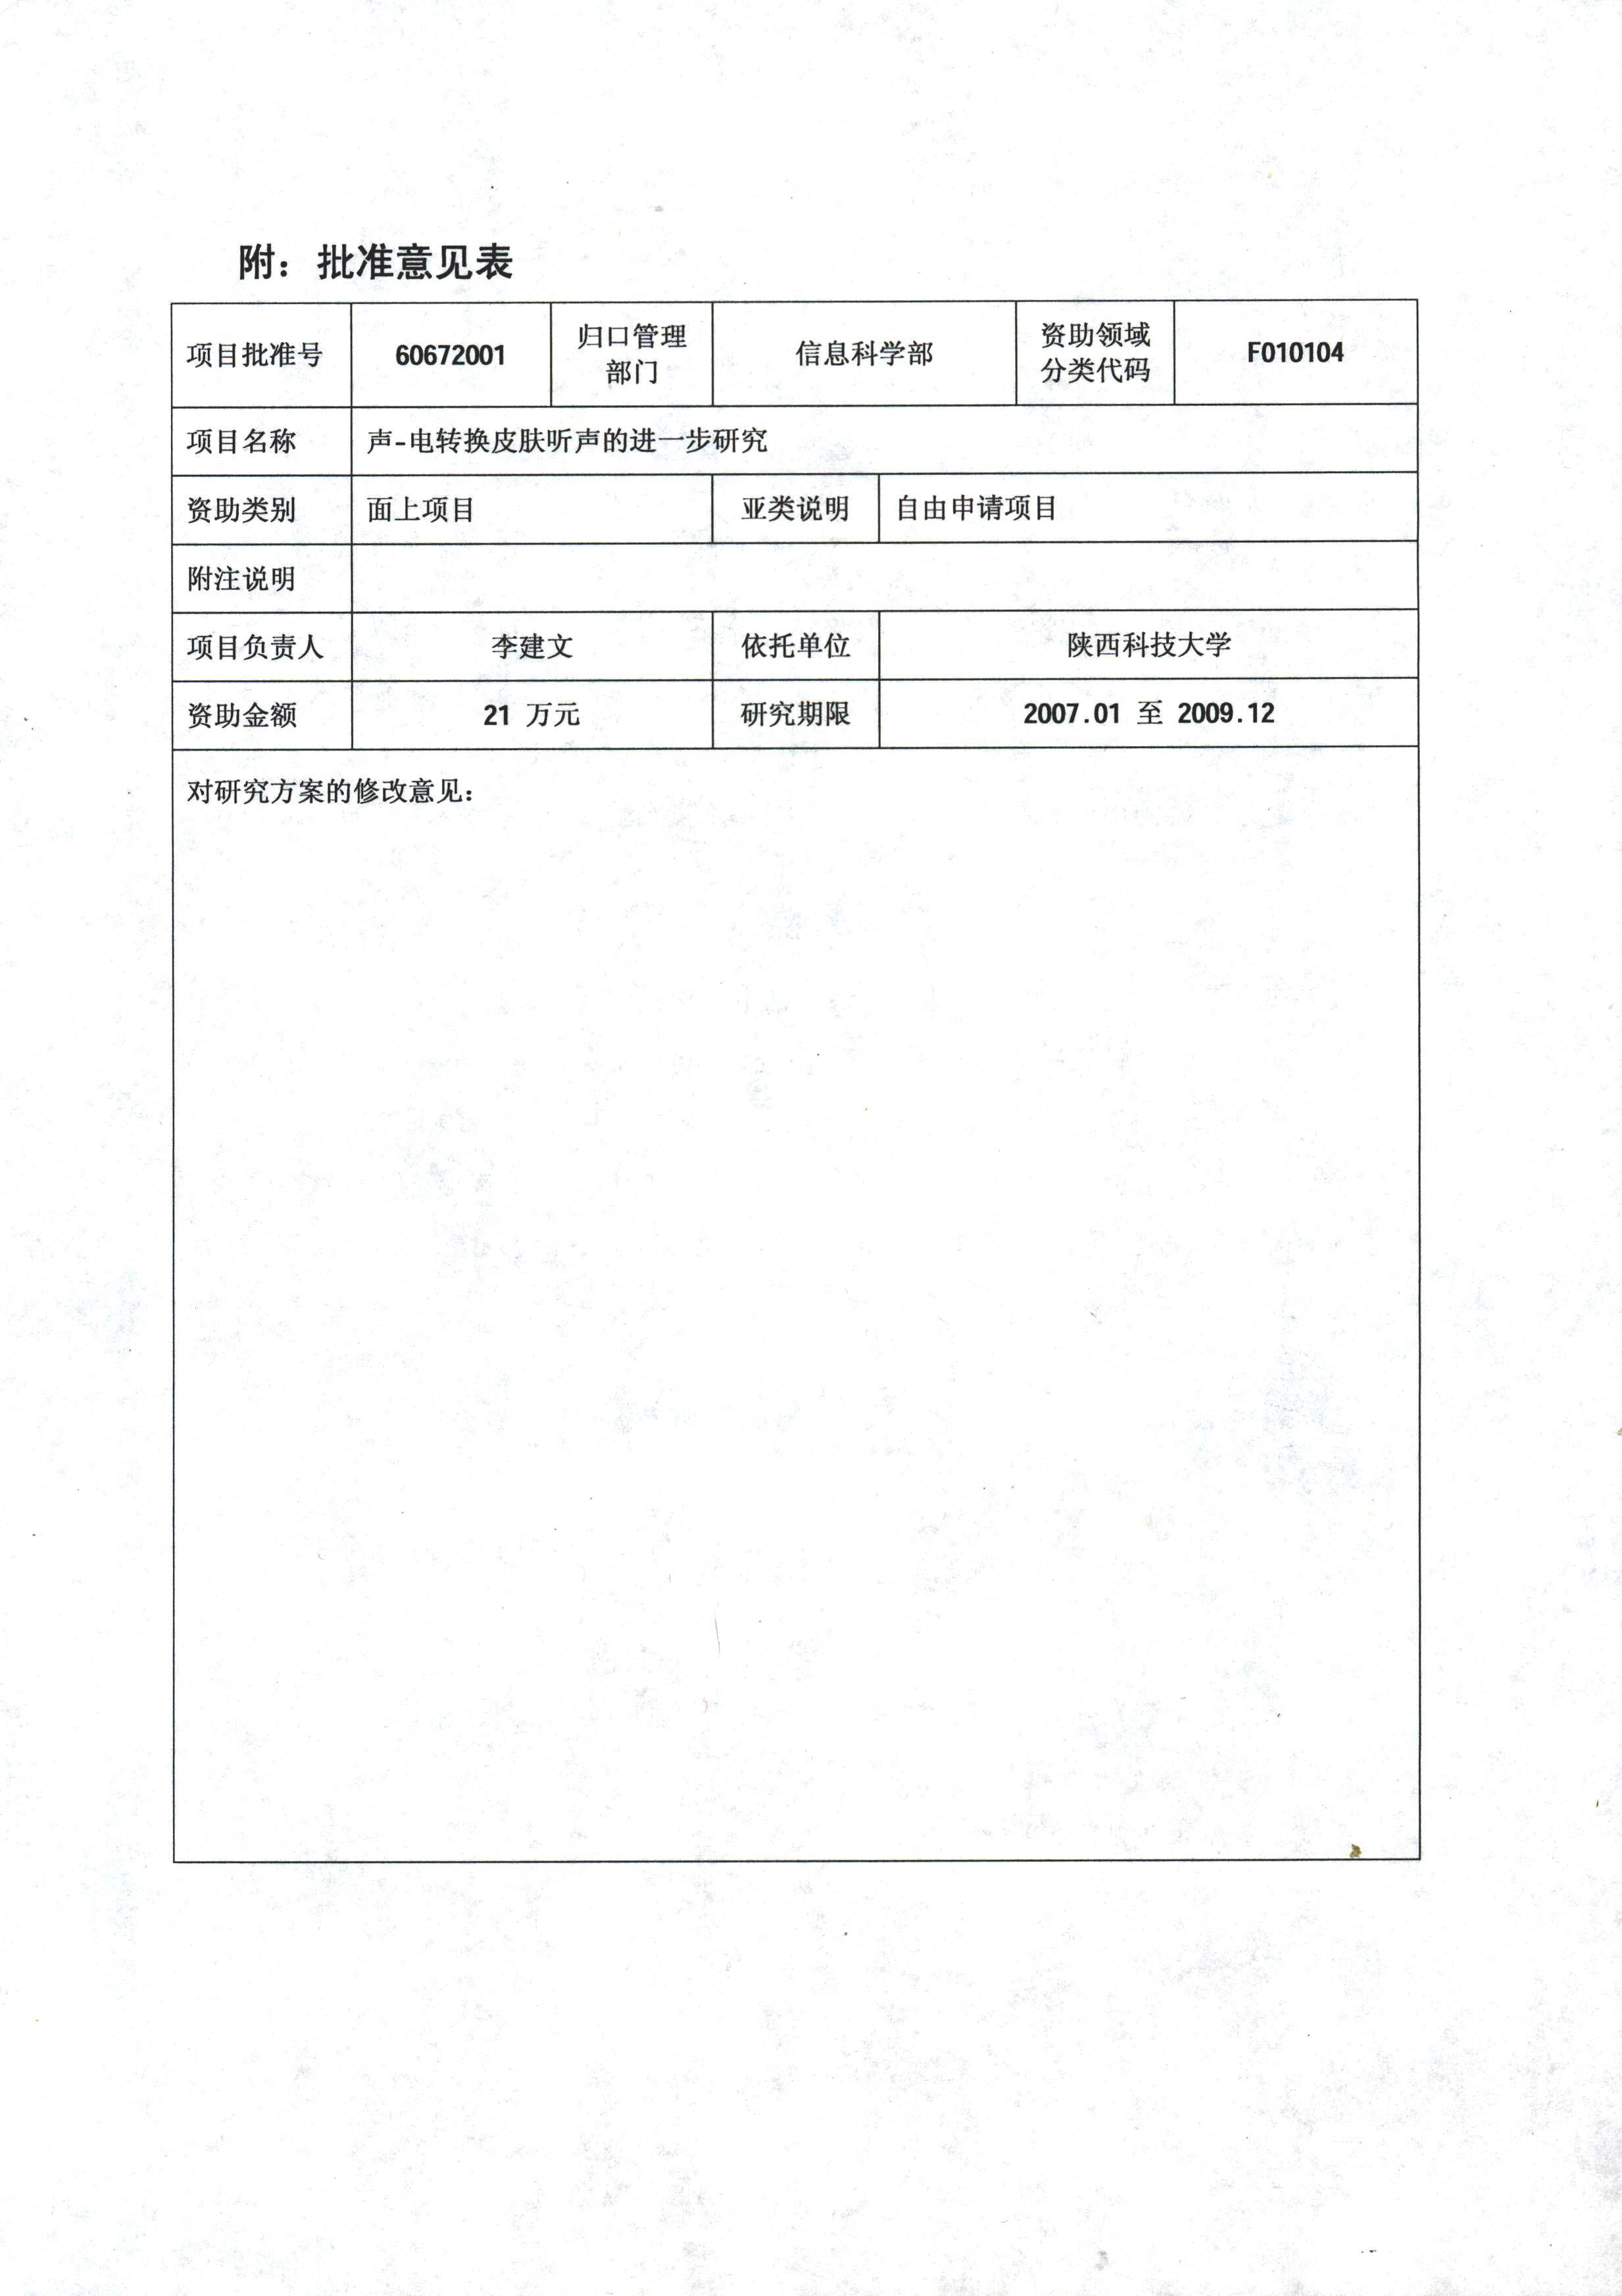 附：批准意见表
项目批准号 60672001 归口管理部门 信息科学部 资助领域分类代码 F010104
项目名称 声-电转换皮肤听声的进一步研究
资助类别 面上项目 亚类说明 自由申请项目
附注说明
项目负责人 李建文 依托单位 陕西科技大学
资助金额 21 万元 研究期限 2007.01 至 2009.12
对研究方案的修改意见：